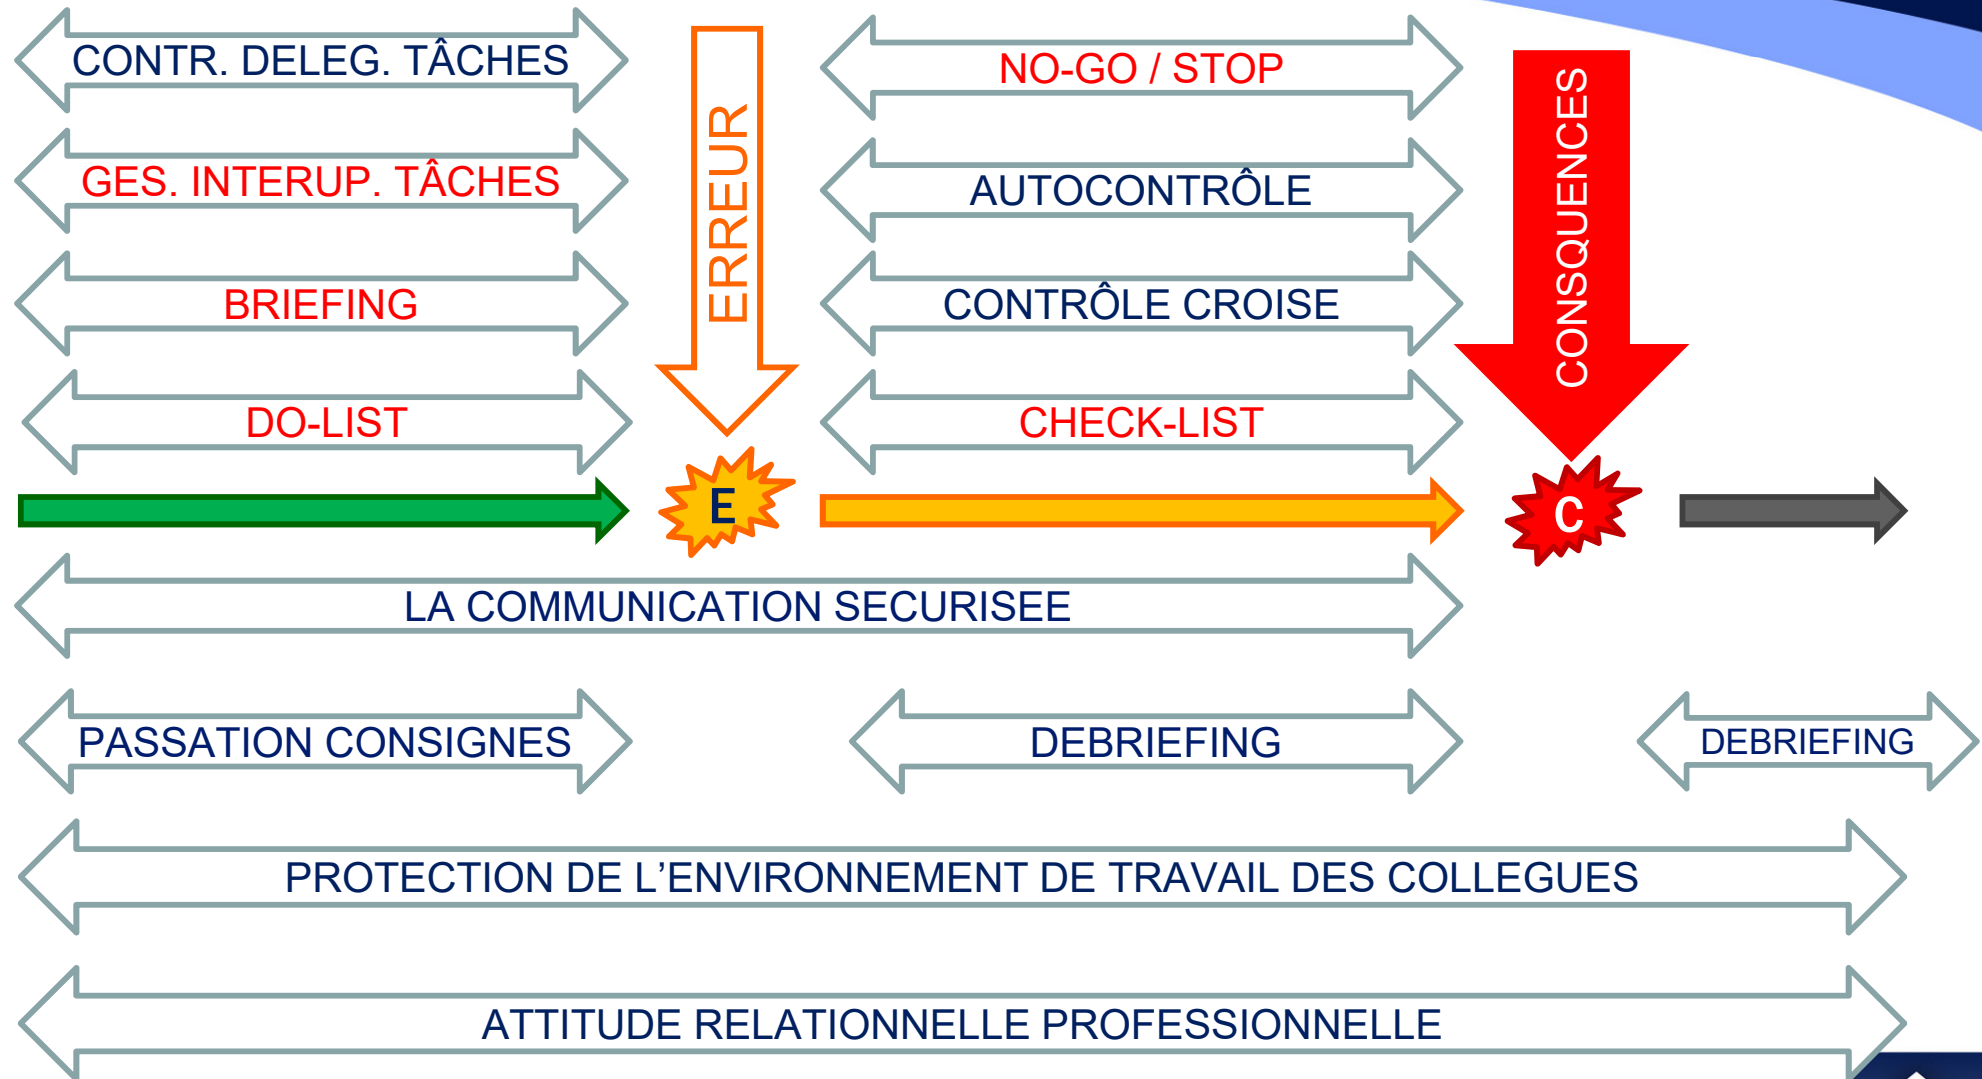 CONTR. DELEG. TÂCHES
GES. INTERUP. TÂCHES
BRIEFING
DO-LIST
ERREUR
E
NO-GO / STOP
AUTOCONTRÔLE
CONTRÔLE CROISE
CHECK-LIST
CONSQUENCES
C
LA COMMUNICATION SECURISEE
PASSATION CONSIGNES
DEBRIEFING
DEBRIEFING
PROTECTION DE L’ENVIRONNEMENT DE TRAVAIL DES COLLEGUES
ATTITUDE RELATIONNELLE PROFESSIONNELLE